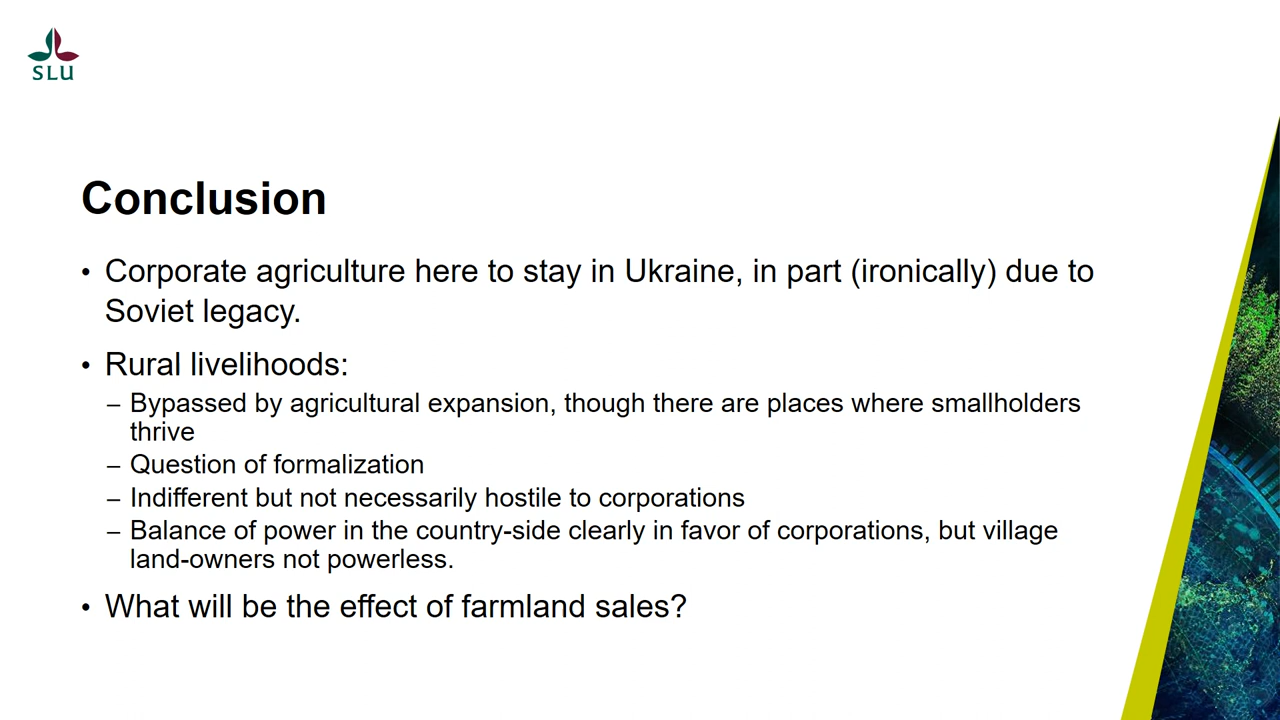 SLU
Conclusion
• Corporate agriculture here to stay in Ukraine, in part (ironically) due to
Soviet legacy.
• Rural livelihoods:
– Bypassed by agricultural expansion, though there are places where smallholders
thrive
– Question of formalization
– Indifferent but not necessarily hostile to corporations
– Balance of power in the country-side clearly in favor of corporations, but village
land-owners not powerless.
• What will be the effect of farmland sales?